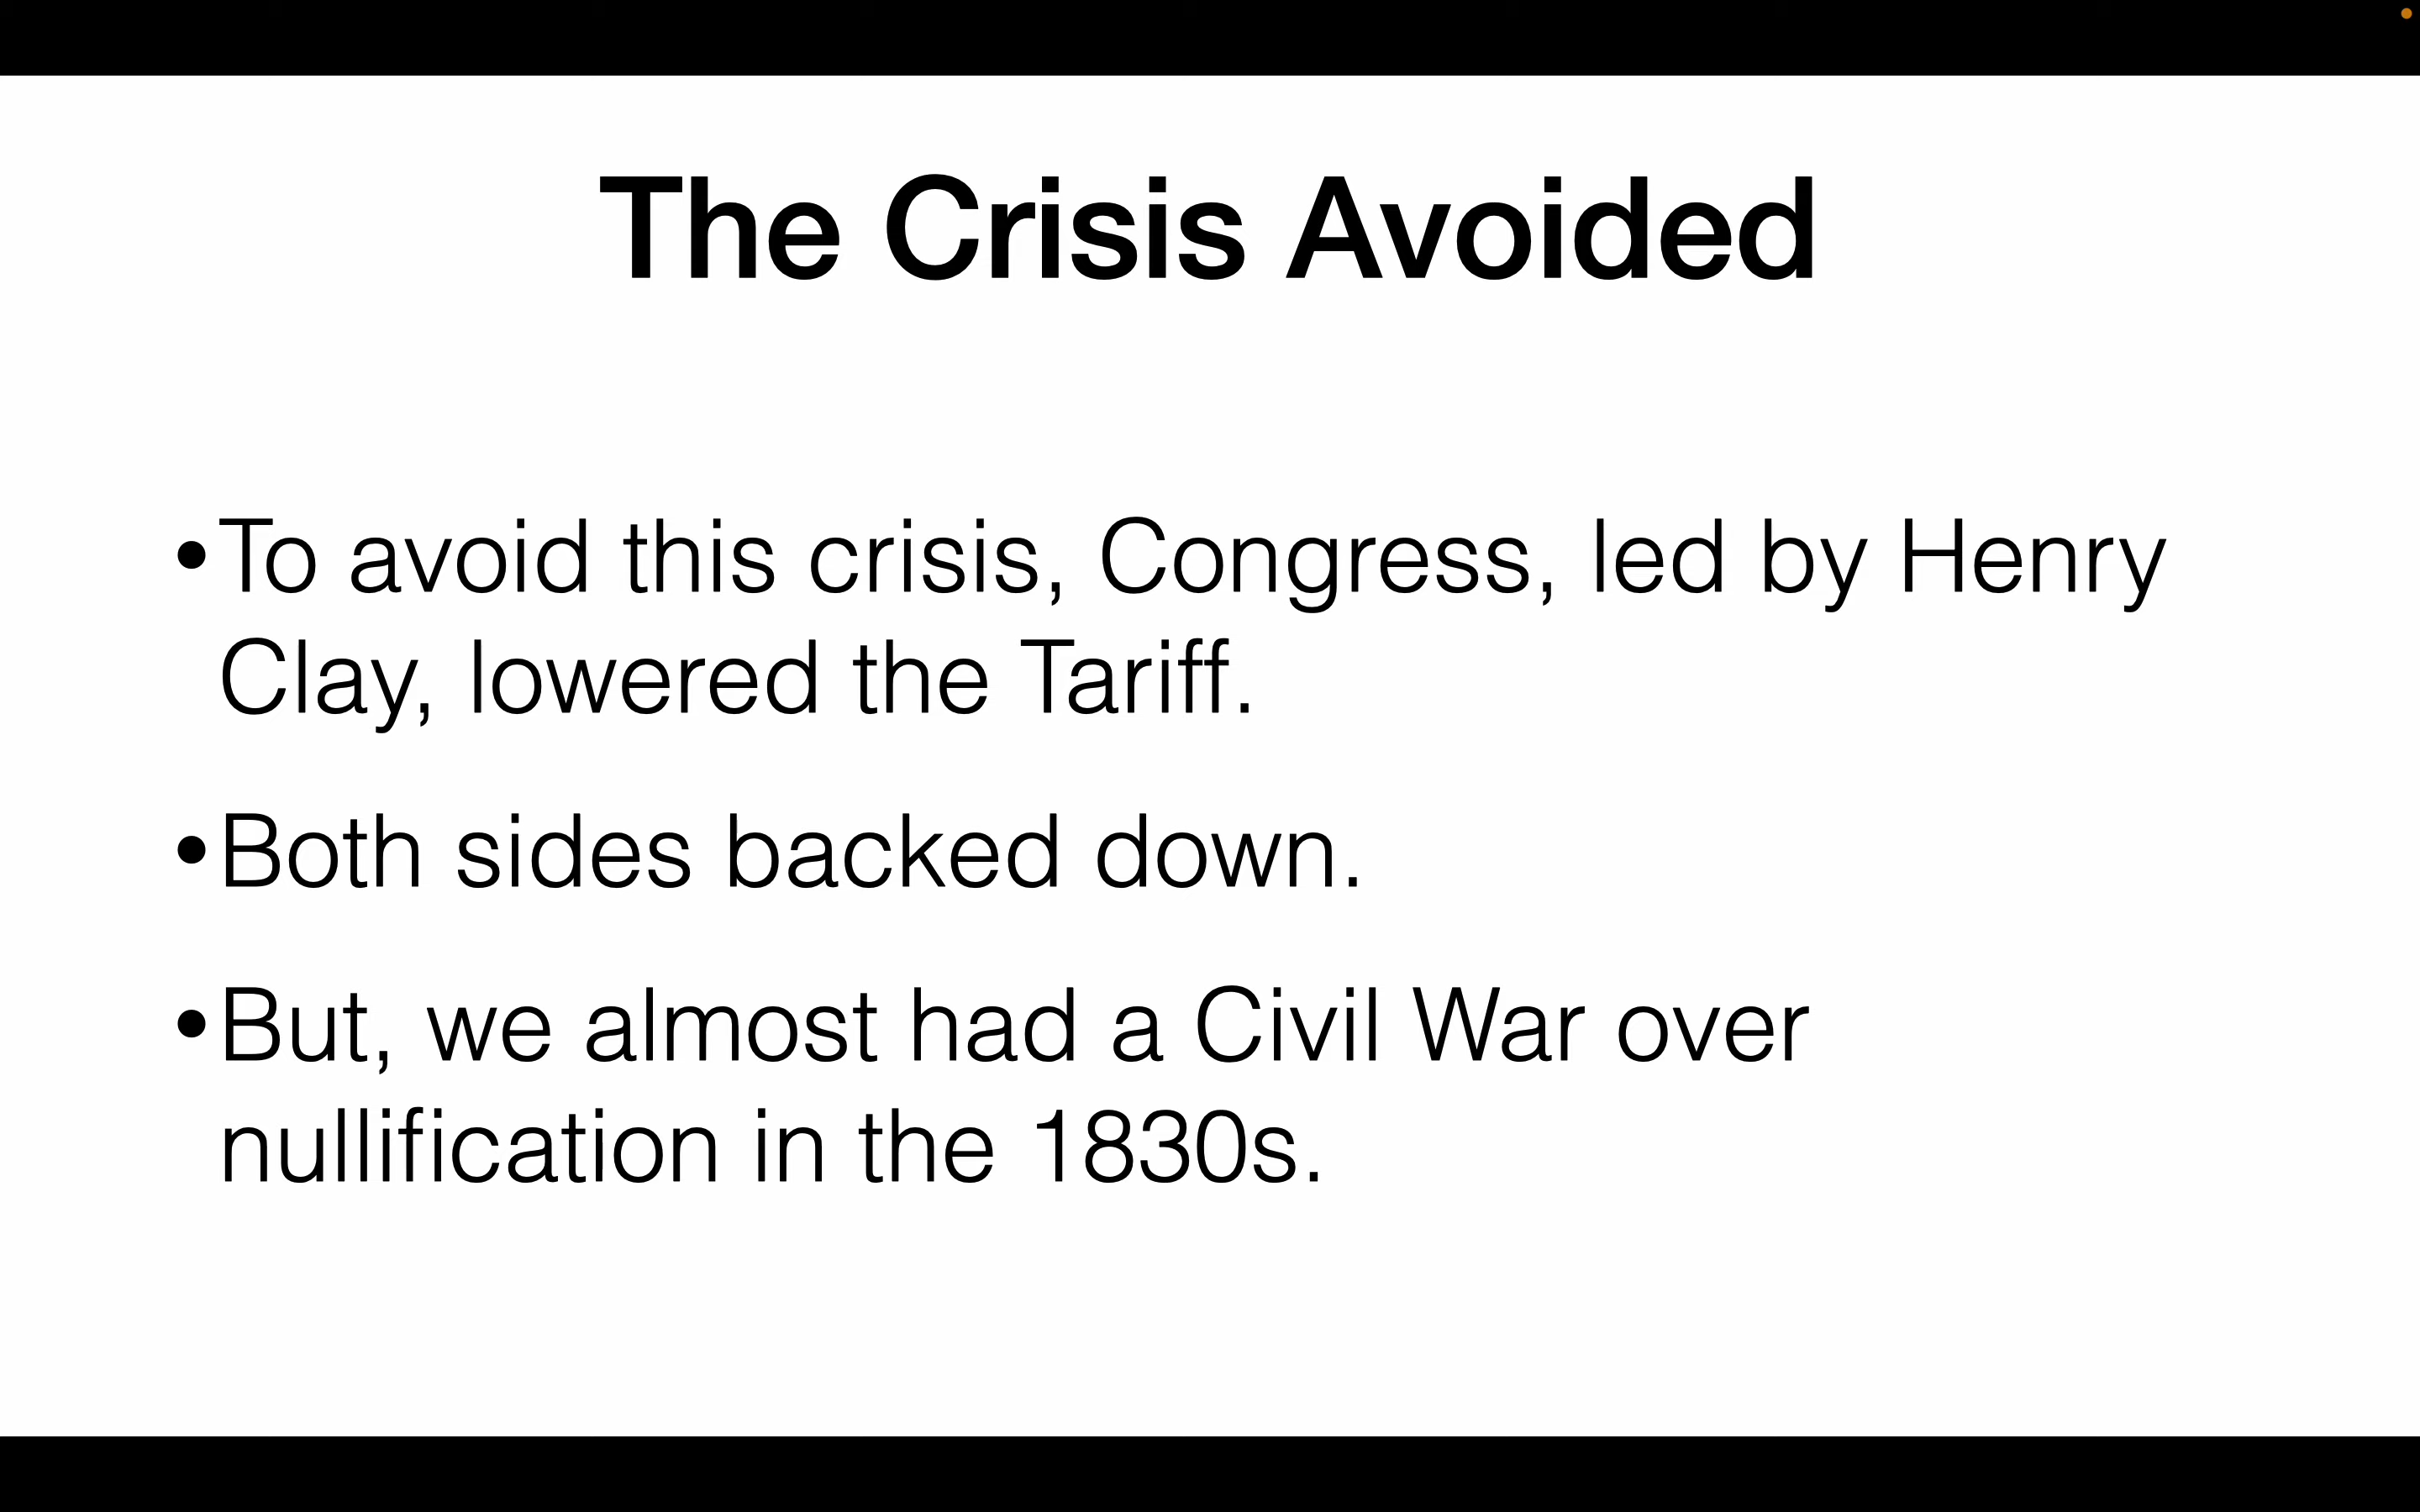 The Crisis Avoided
•To avoid this crisis, Congress, led by Henry
Clay, lowered the Tariff.
•Both sides backed down.
•But, we almost had a Civil War over
nullification in the 1830s.